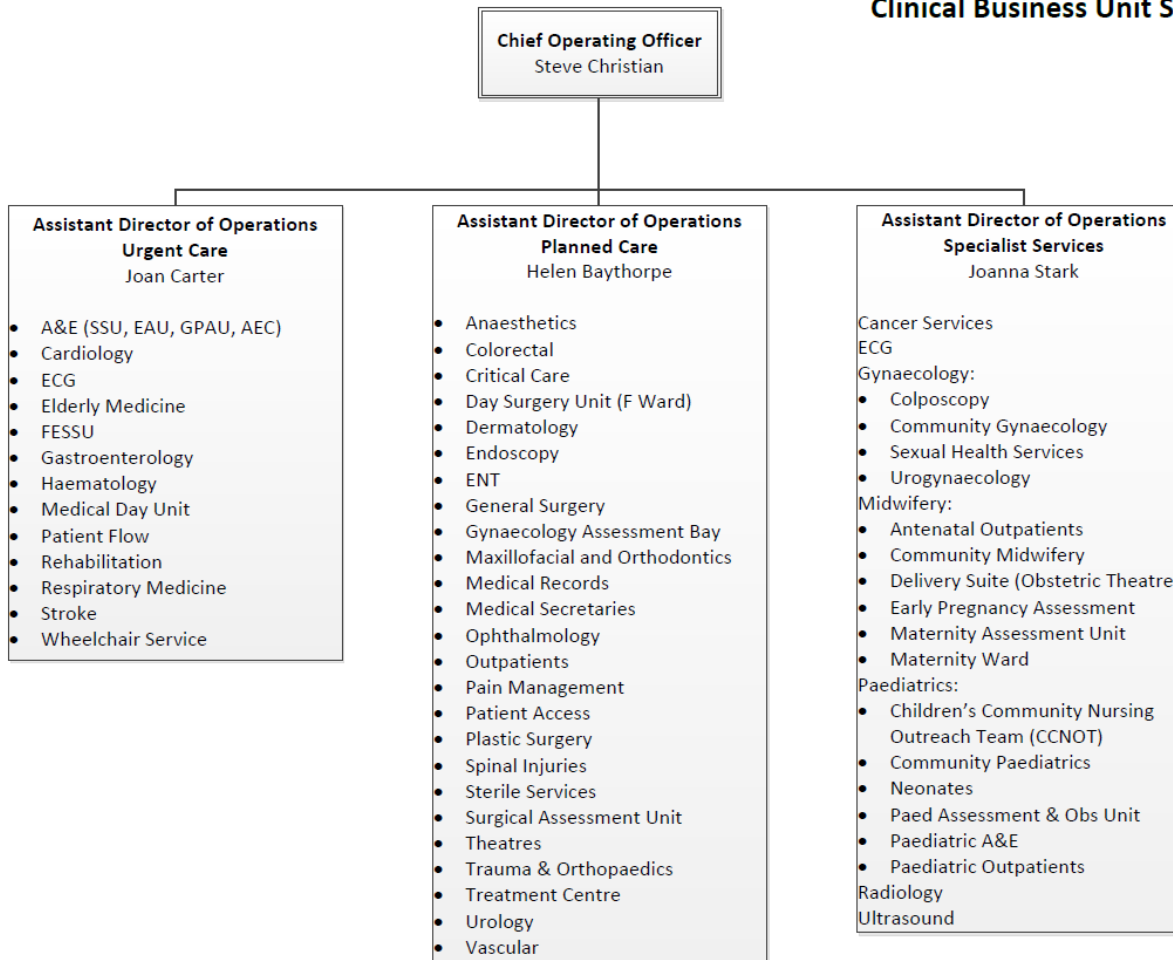 Clinical Business Unit S
Chief Operating Officer
Steve Christian
Assistant Director of Operations
Urgent Care
Joan Carter
• A&E (SSU, EAU, GPAU, AEC)
• Cardiology
• ECG
• Elderly Medicine
• FESSU
• Gastroenterology
• Haematology
• Medical Day Unit
• Patient Flow
• Rehabilitation
• Respiratory Medicine
• Stroke
• Wheelchair Service
Assistant Director of Operations
Planned Care
Helen Baythorpe
• Anaesthetics
• Colorectal
• Critical Care
• Day Surgery Unit (F Ward)
• Dermatology
• Endoscopy
• ENT
• General Surgery
• Gynaecology Assessment Bay
• Maxillofacial and Orthodontics
• Medical Records
• Medical Secretaries
• Ophthalmology
• Outpatients
• Pain Management
• Patient Access
• Plastic Surgery
• Spinal Injuries
• Sterile Services
• Surgical Assessment Unit
• Theatres
• Trauma & Orthopaedics
• Treatment Centre
• Urology
• Vascular
Assistant Director of Operations
Specialist Services
Joanna Stark
Cancer Services
ECG
Gynaecology:
• Colposcopy
• Community Gynaecology
• Sexual Health Services
• Urogynaecology
Midwifery:
• Antenatal Outpatients
• Community Midwifery
• Delivery Suite (Obstetric Theatre
• Early Pregnancy Assessment
• Maternity Assessment Unit
• Maternity Ward
Paediatrics:
• Children’s Community Nursing
Outreach Team (CCNOT)
• Community Paediatrics
• Neonates
• Paed Assessment & Obs Unit
• Paediatric A&E
• Paediatric Outpatients
Radiology
Ultrasound